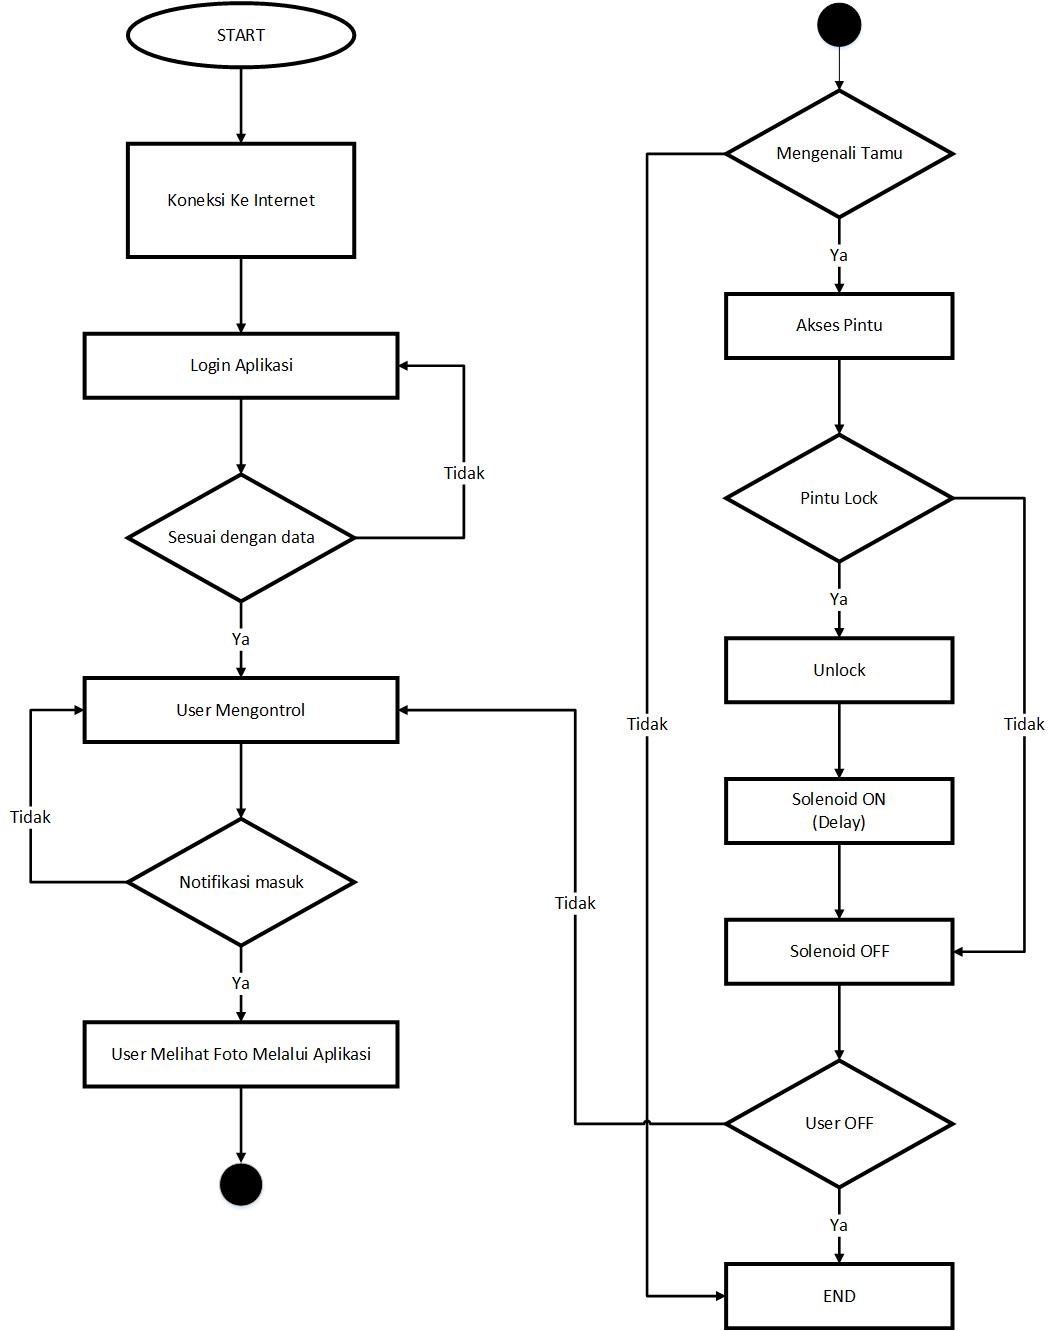 START
Koneksi Ke Internet
Login Aplikasi
Tidak
Sesuai dengan data
Ya
User Mengontrol
Tidak
Notifikasi masuk
Ya
User Melihat Foto Melalui Aplikasi
Mengenali Tamu
Ya
Akses Pintu
Pintu Lock
Ya
Unlock
Tidak
Tidak
Solenoid ON
(Delay)
Tidak
Solenoid OFF
User OFF
Ya
END